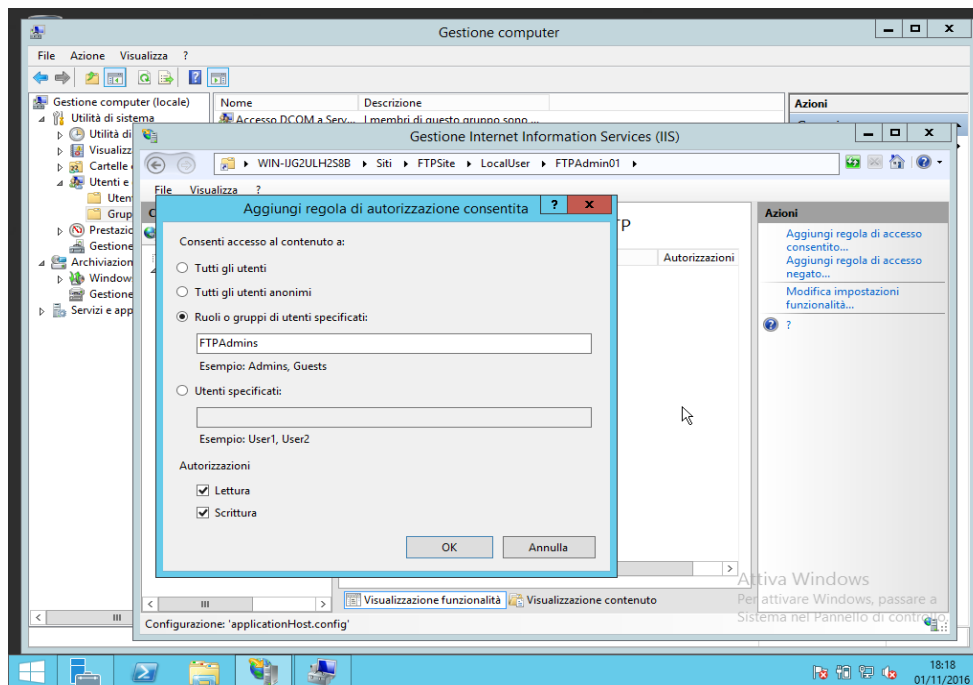 Gestione computer
File Azione Visualizza ?
Gestione computer (locale)
Utilità di sistema
Utilità di
Visualizz
Cartelle
Utenti e
Uten
Grup
Prestazio
Gestione
Archiviazion
Window
Gestione
Servizi e app
Nome Descrizione
Accesso DCOM a Serv... I membri di questo gruppo sono ...
Azioni
Gestione Internet Information Services (IIS)
WIN-IJG2ULH2S8B Siti FTPSite LocalUser FTPAdmin01
File Visualizza ?
Aggiungi regola di autorizzazione consentita ? x
Consenti accesso al contenuto a:
Tutti gli utenti
Tutti gli utenti anonimi
Ruoli o gruppi di utenti specificati:
FTPAdmins
Esempio: Admins, Guests
Utenti specificati:
Esempio: User1, User2
Autorizzazioni
Lettura
Scrittura
OK Annulla
TP
Autorizzazioni
Azioni
Aggiungi regola di accesso
consentito...
Aggiungi regola di accesso
negato...
Modifica impostazioni
funzionalità...
?
Visualizzazione funzionalità Visualizzazione contenuto
Configurazione: 'applicationHost.config'
Attiva Windows
Per attivare Windows, passare a
Sistema nel Pannello di controllo.
18:18
01/11/2016